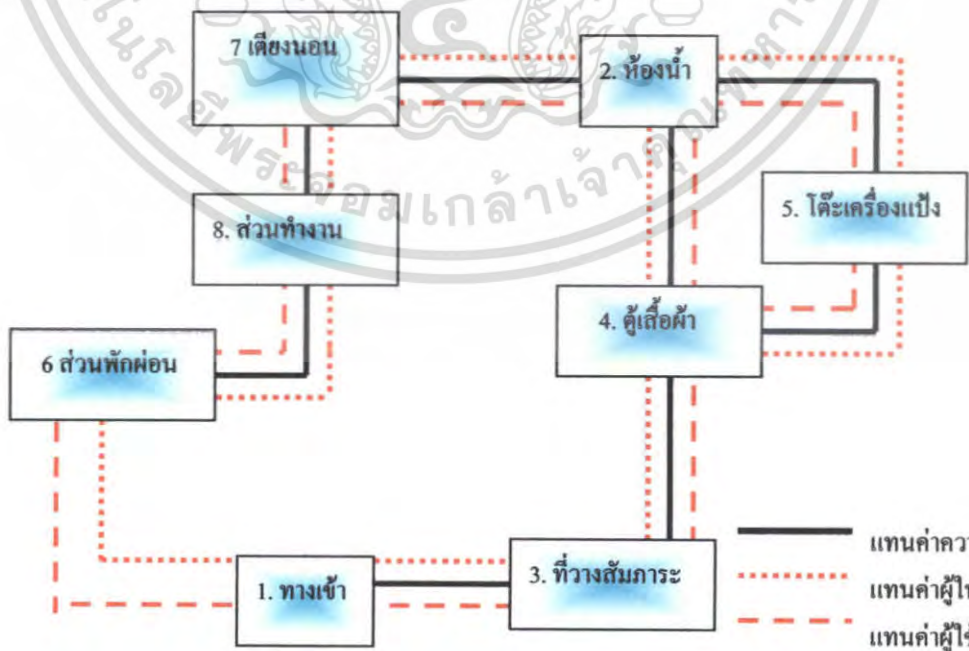 7 เตียงนอน
2. ห้องน้ำ
5. โต๊ะเครื่องแป้ง
8. ส่วนทำงาน
4. ตู้เสื้อผ้า
6 ส่วนพักผ่อน
1. ทางเข้า
3. ที่วางสัมภาระ
แทนค่าควา
แทนค่าผู้ให
แทนค่าผู้ใช้